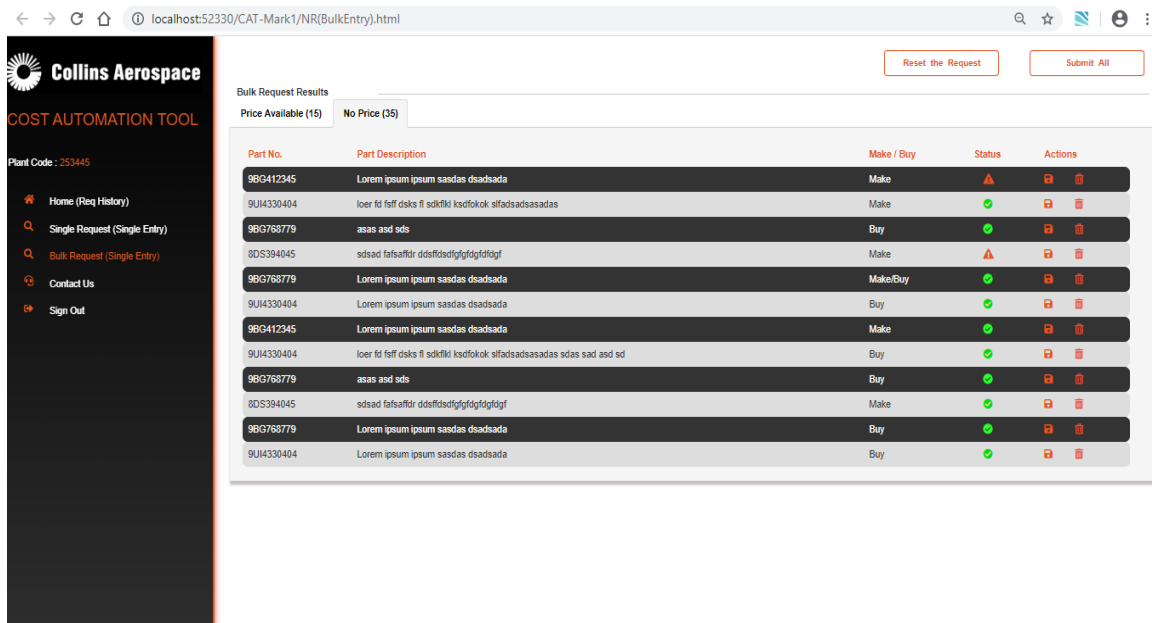 localhost:52330/CAT-Mark1/NR(BulkEntry).html
Collins Aerospace
COST AUTOMATION TOOL
Plant Code : 253445
Home (Req History)
Single Request (Single Entry)
Bulk Request (Single Entry)
Contact Us
Sign Out
Reset the Request Submit All
Bulk Request Results
Price Available (15) No Price (35)
Part No. Part Description Make / Buy Status Actions
9BG412345 Lorem ipsum ipsum sasdas dsadsada Make
9UI4330404 loer fd fsff dsks fl sdkflkl ksdfokok slfadsadsasadas Make
9BG768779 asas asd sds Buy
8DS394045 sdsad fafsaffdr ddsffdsdfgfgfdgfdfdgf Make
9BG768779 Lorem ipsum ipsum sasdas dsadsada Make/Buy
9UI4330404 Lorem ipsum ipsum sasdas dsadsada Buy
9BG412345 Lorem ipsum ipsum sasdas dsadsada Make
9UI4330404 loer fd fsff dsks fl sdkflkl ksdfokok slfadsadsasadas sdas sad asd sd Buy
9BG768779 asas asd sds Buy
8DS394045 sdsad fafsaffdr ddsffdsdfgfgfdgfdgfdgf Make
9BG768779 Lorem ipsum ipsum sasdas dsadsada Buy
9UI4330404 Lorem ipsum ipsum sasdas dsadsada Buy